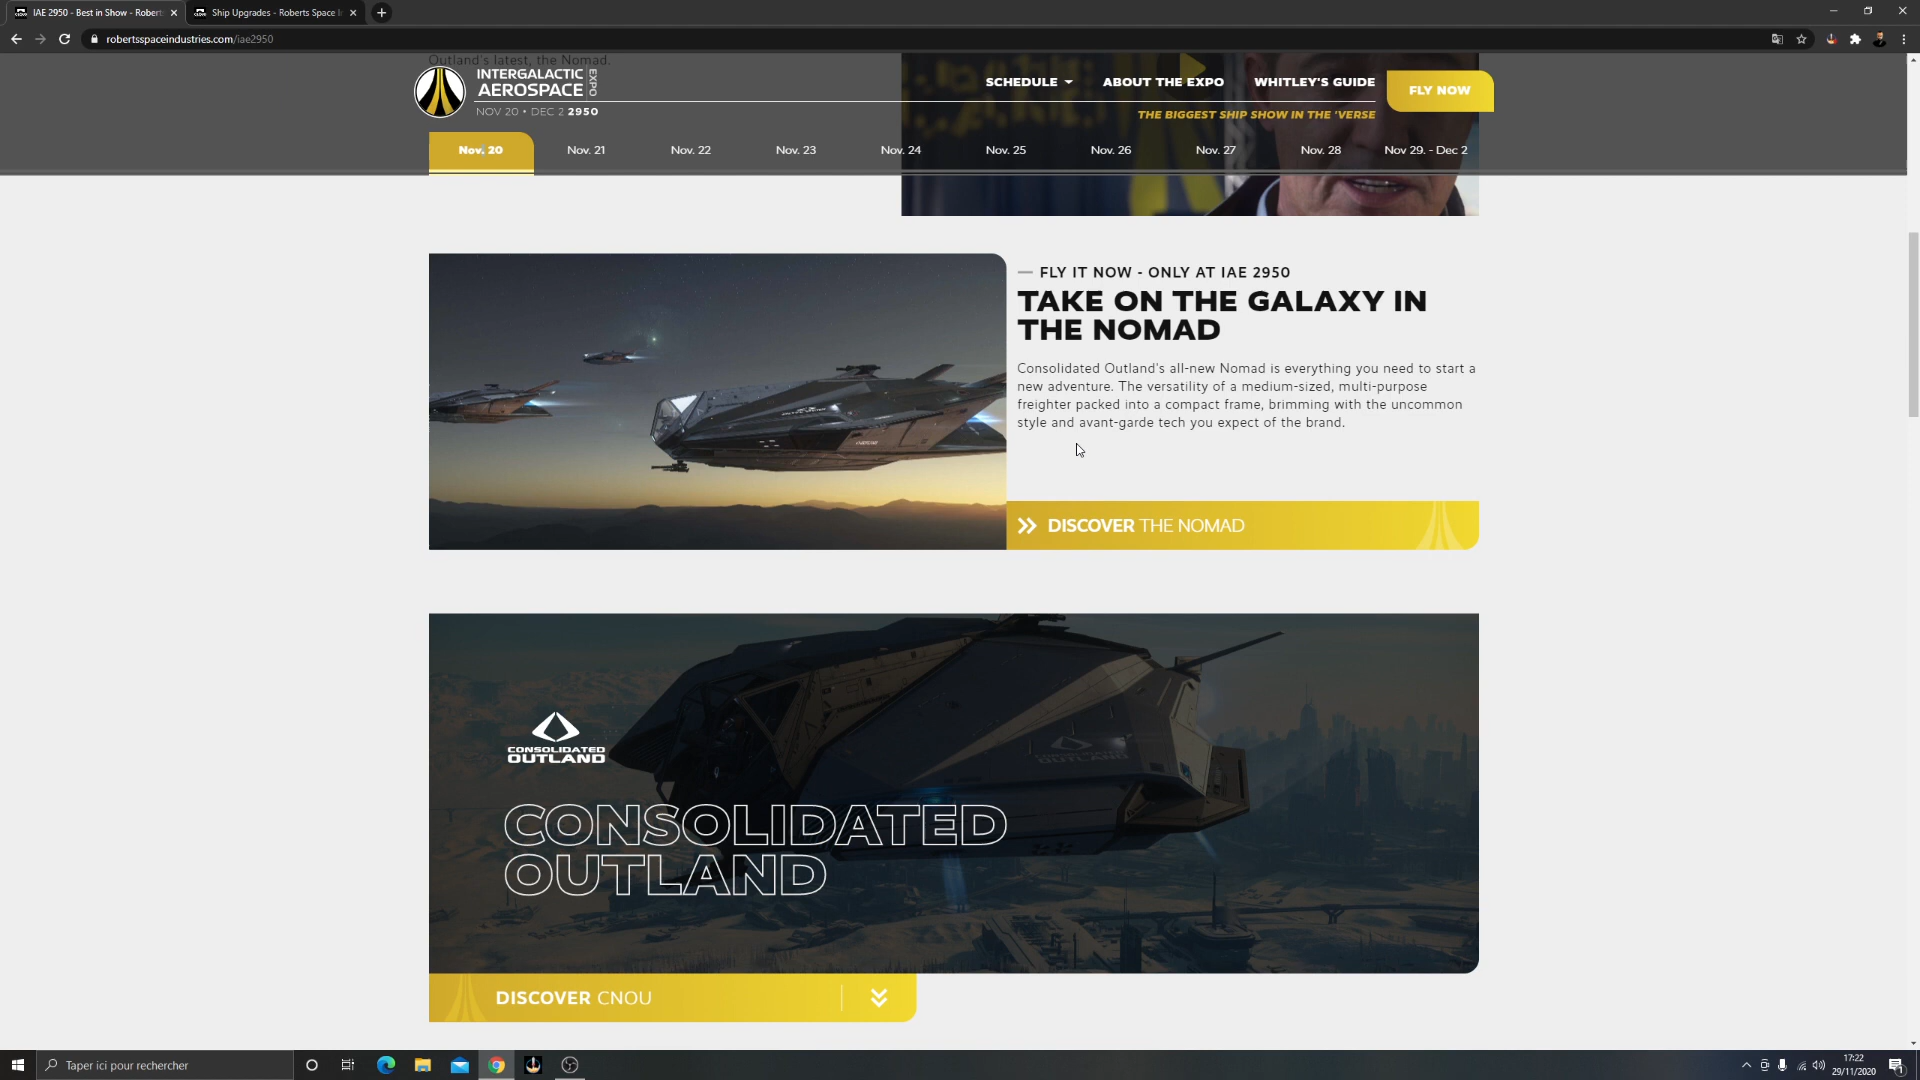 IAE 2950 - Best in Show - Robert
Ship Upgrades - Roberts Space I
robertsspaceindustries.com/iae2950
Outland's latest, the Nomad.
INTERGALACTIC
AEROSPACE
EXPO
NOV 20 • DEC 2 2950
SCHEDULE
ABOUT THE EXPO
WHITLEY'S GUIDE
FLY NOW
THE BIGGEST SHIP SHOW IN THE 'VERSE
Nov. 20
Nov. 21
Nov. 22
Nov. 23
Nov. 24
Nov. 25
Nov. 26
Nov. 27
Nov. 28
Nov 29. - Dec 2
— FLY IT NOW - ONLY AT IAE 2950
TAKE ON THE GALAXY IN
THE NOMAD
Consolidated Outland's all-new Nomad is everything you need to start a
new adventure. The versatility of a medium-sized, multi-purpose
freighter packed into a compact frame, brimming with the uncommon
style and avant-garde tech you expect of the brand.
DISCOVER THE NOMAD
CONSOLIDATED
OUTLAND
CONSOLIDATED
OUTLAND
DISCOVER CNOU
Taper ici pour rechercher
17:22
29/11/2020